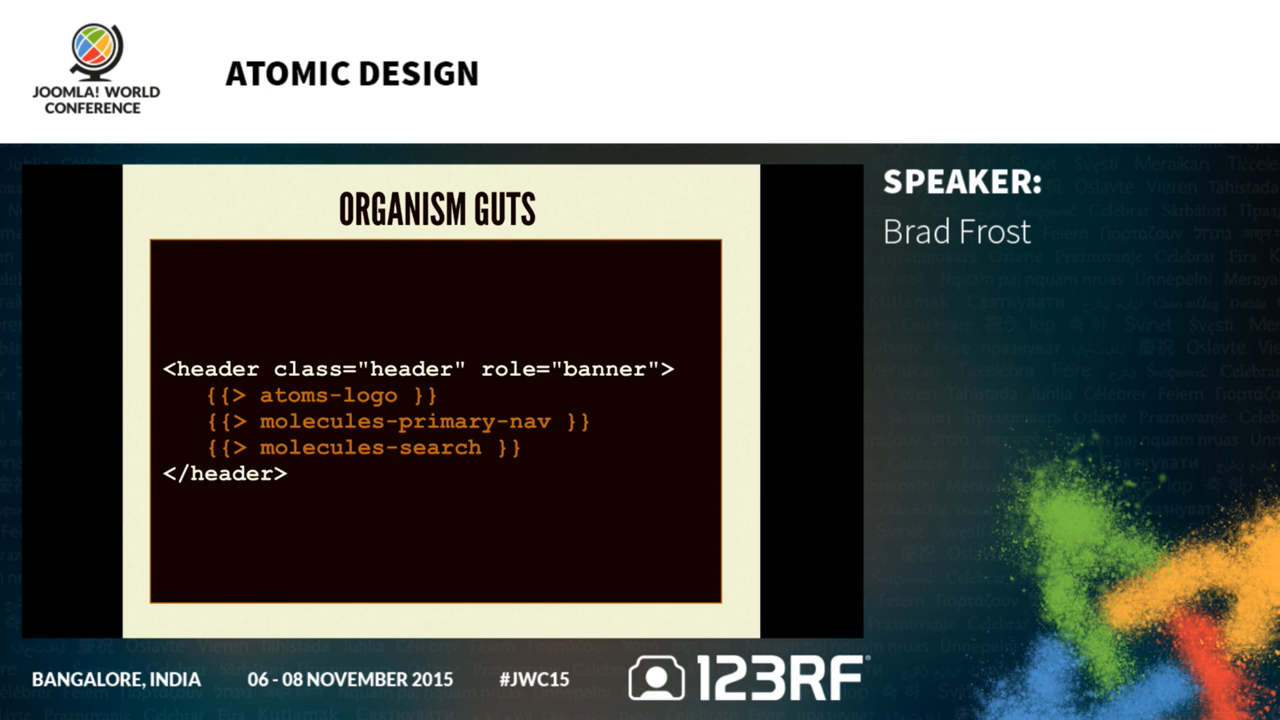 JOOMLA! WORLD
CONFERENCE
ATOMIC DESIGN
ORGANISM GUTS
<header class="header" role="banner">
{{> atoms-logo }}
{{> molecules-primary-nav }}
{{> molecules-search }}
</header>
SPEAKER:
Brad Frost
BANGALORE, INDIA
06 - 08 NOVEMBER 2015
#JWC15
123RF®